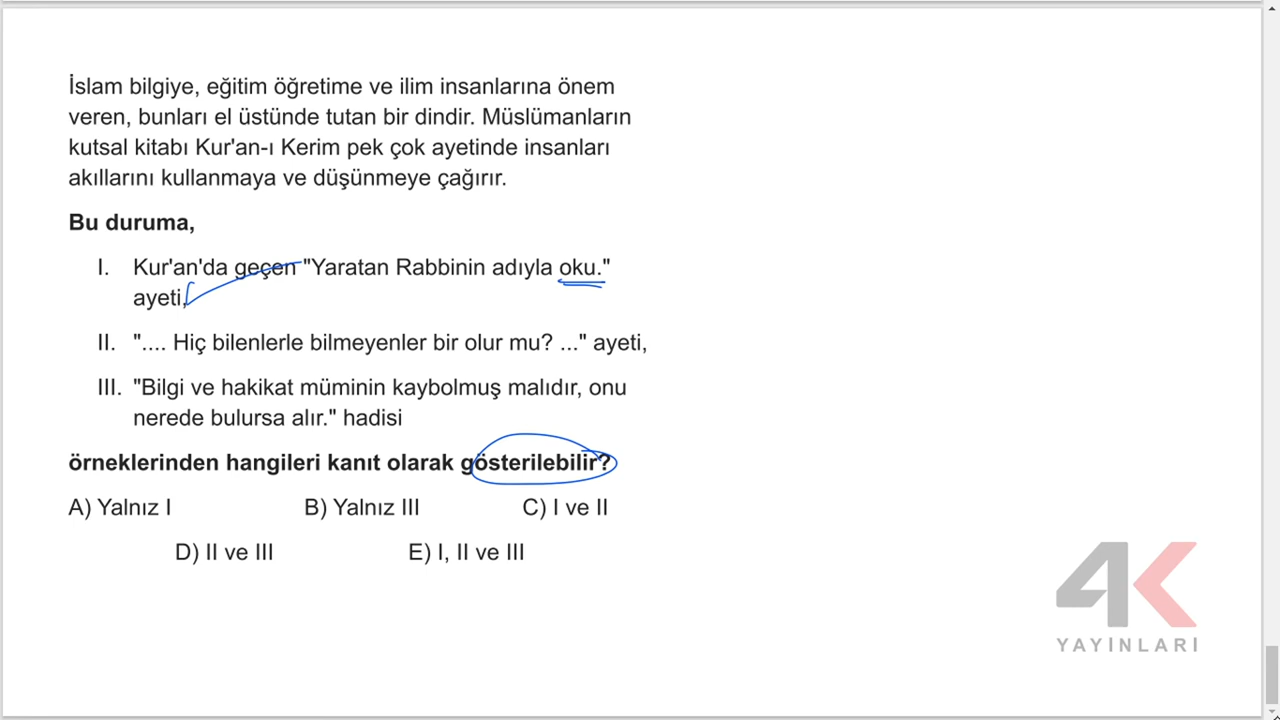 İslam bilgiye, eğitim öğretime ve ilim insanlarına önem
veren, bunları el üstünde tutan bir dindir. Müslümanların
kutsal kitabı Kur'an-ı Kerim pek çok ayetinde insanları
akıllarını kullanmaya ve düşünmeye çağırır.
Bu duruma,
I. Kur'an'da geçen "Yaratan Rabbinin adıyla oku."
ayeti,
II. ".... Hiç bilenlerle bilmeyenler bir olur mu? ..." ayeti,
III. "Bilgi ve hakikat müminin kaybolmuş malıdır, onu
nerede bulursa alır." hadisi
örneklerinden hangileri kanıt olarak gösterilebilir?
A) Yalnız I B) Yalnız III C) I ve II
D) II ve III E) I, II ve III
4K
YAYINLARI